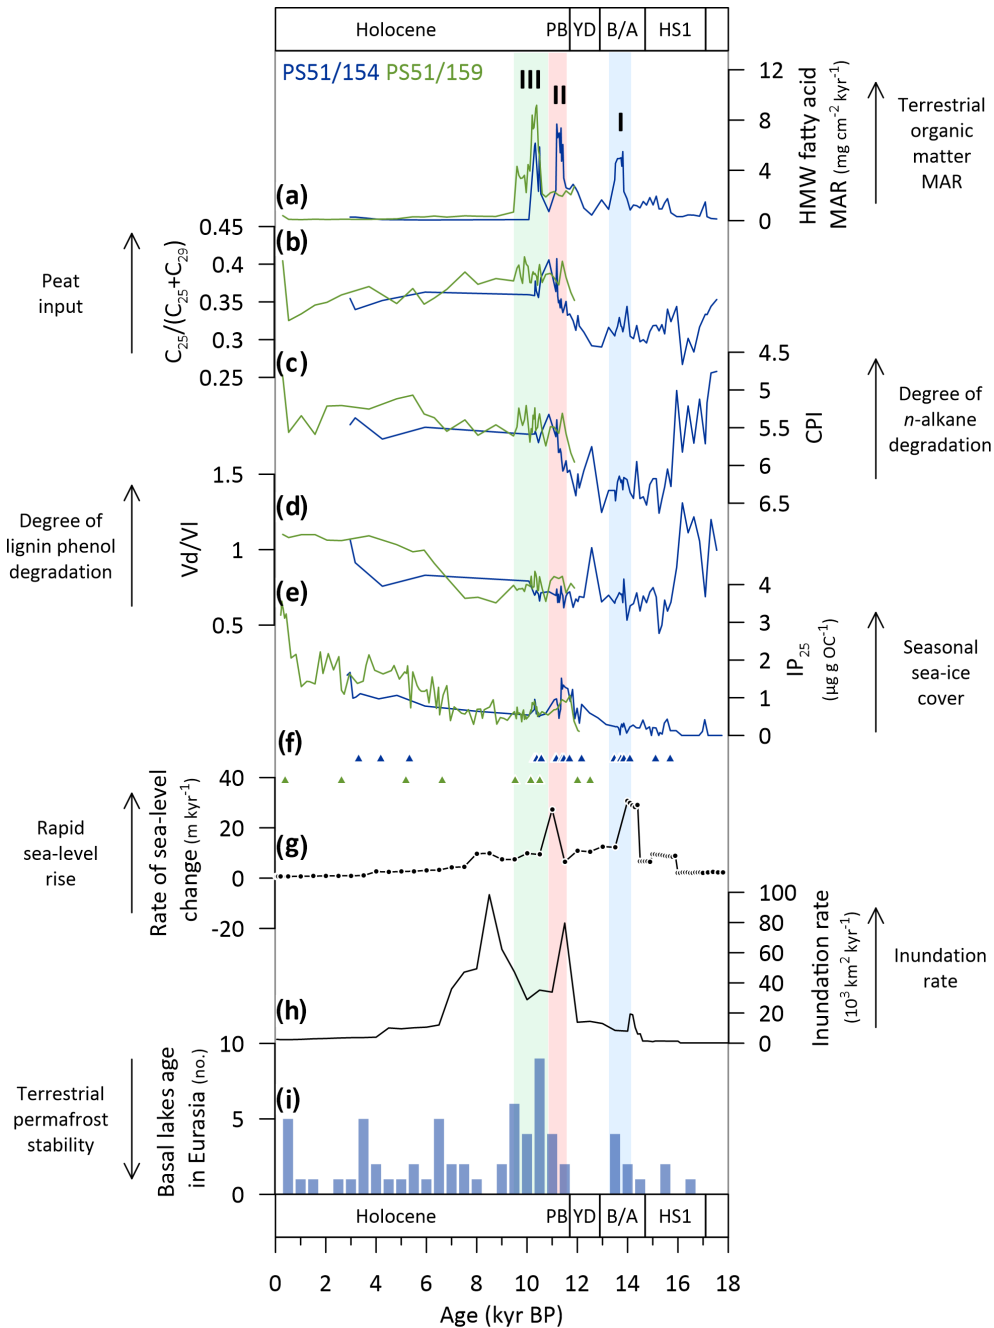 Holocene PB YD B/A HS1
PS51/154 PS51/159
III
II
I
12
8
4
0
HMW fatty acid
MAR (mg cm⁻² kyr⁻¹)
Terrestrial
organic
matter
MAR
(a)
0.45
0.4
0.35
0.3
0.25
(b)
C₂₅/(C₂₅+C₂₉)
Peat
input
(c)
4.5
5
5.5
6
6.5
CPI
Degree of
n-alkane
degradation
1.5
1
0.5
(d)
Vd/Vl
Degree of
lignin phenol
degradation
(e)
4
3
2
1
0
IP₂₅
(µg g OC⁻¹)
Seasonal
sea-ice
cover
(f)
40
20
0
-20
(g)
Rate of sea-level
change (m kyr⁻¹)
Rapid
sea-level
rise
100
80
60
40
20
0
(h)
Inundation rate
(10³ km² kyr⁻¹)
Inundation
rate
10
5
0
(i)
Basal lakes age
in Eurasia (no.)
Terrestrial
permafrost
stability
Holocene PB YD B/A HS1
0 2 4 6 8 10 12 14 16 18
Age (kyr BP)